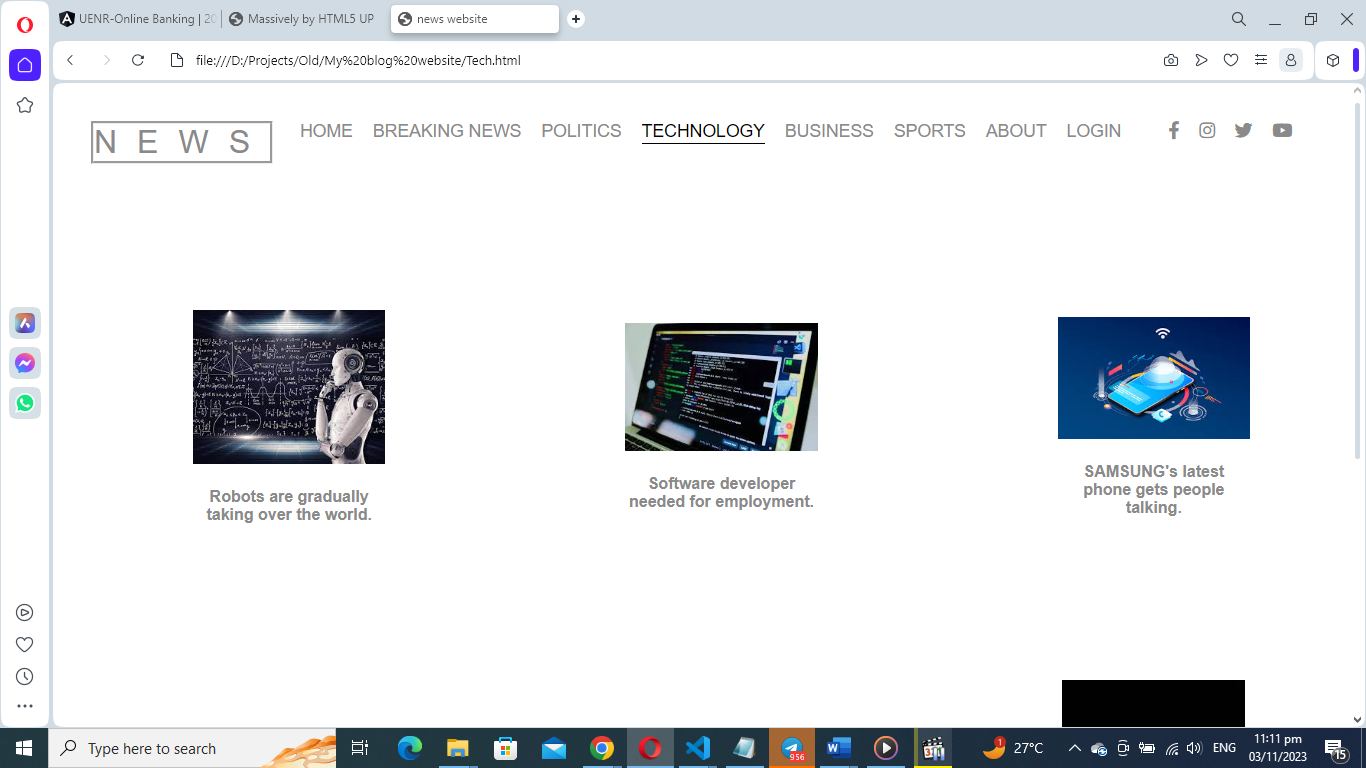 UENR-Online Banking | 20
Massively by HTML5 UP
news website
file:///D:/Projects/Old/My%20blog%20website/Tech.html
NEWS
HOME
BREAKING NEWS
POLITICS
TECHNOLOGY
BUSINESS
SPORTS
ABOUT
LOGIN
Robots are gradually
taking over the world.
Software developer
needed for employment.
SAMSUNG's latest
phone gets people
talking.
Type here to search
956
1
27°C
ENG
11:11 pm
03/11/2023
15